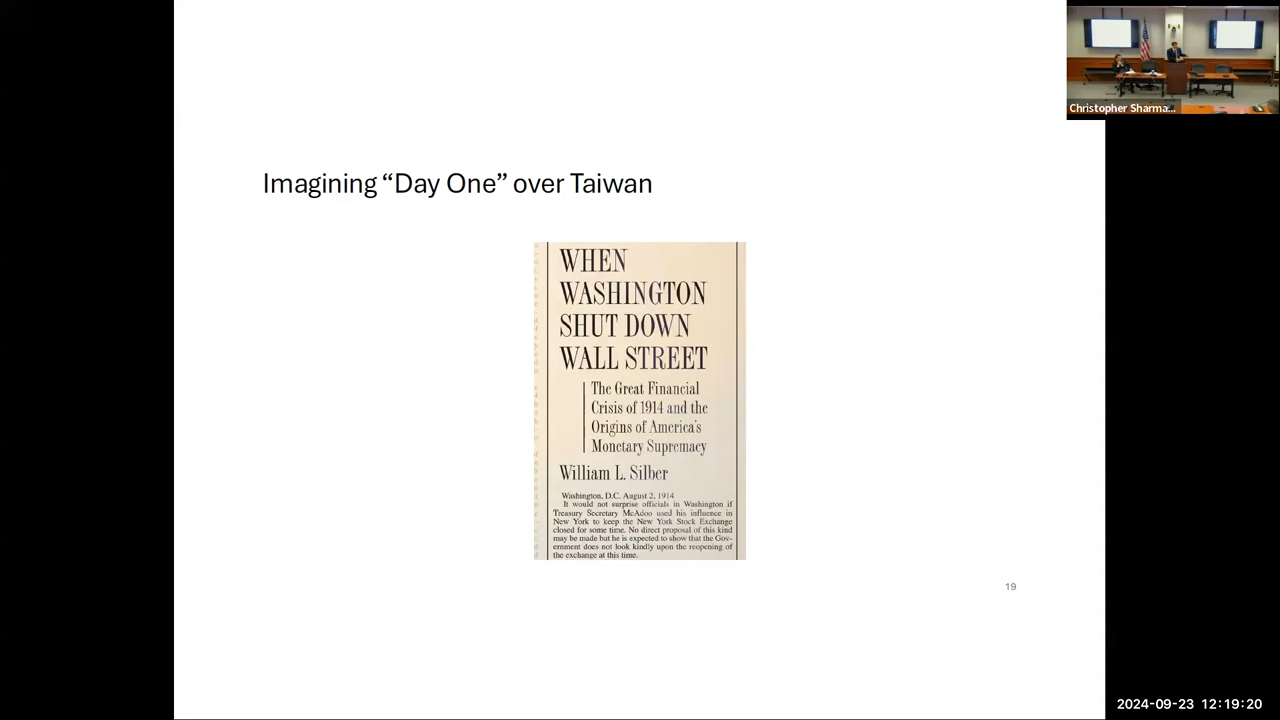 Christopher Sharma...
Imagining “Day One” over Taiwan
WHEN
WASHINGTON
SHUT DOWN
WALL STREET
The Great Financial
Crisis of 1914 and the
Origins of America's
Monetary Supremacy
William L. Silber
Washington, D.C. August 2, 1914
It would not surprise officials in Washington if
Treasury Secretary McAdoo used his influence in
New York to keep the New York Stock Exchange
closed for some time. No direct proposal of this kind
may be made but he is expected to show that the Gov-
ernment does not look kindly upon the reopening of
the exchange at this time.
19
2024-09-23 12:19:20